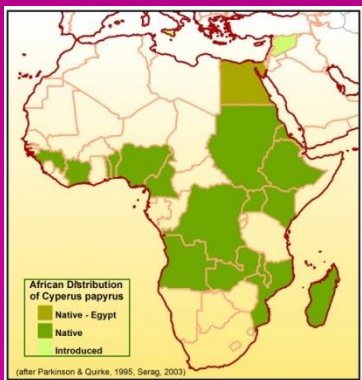 African Distribution
of Cyperus papyrus
Native - Egypt
Native
Introduced
(after Parkinson & Quirke, 1995, Serag, 2003)